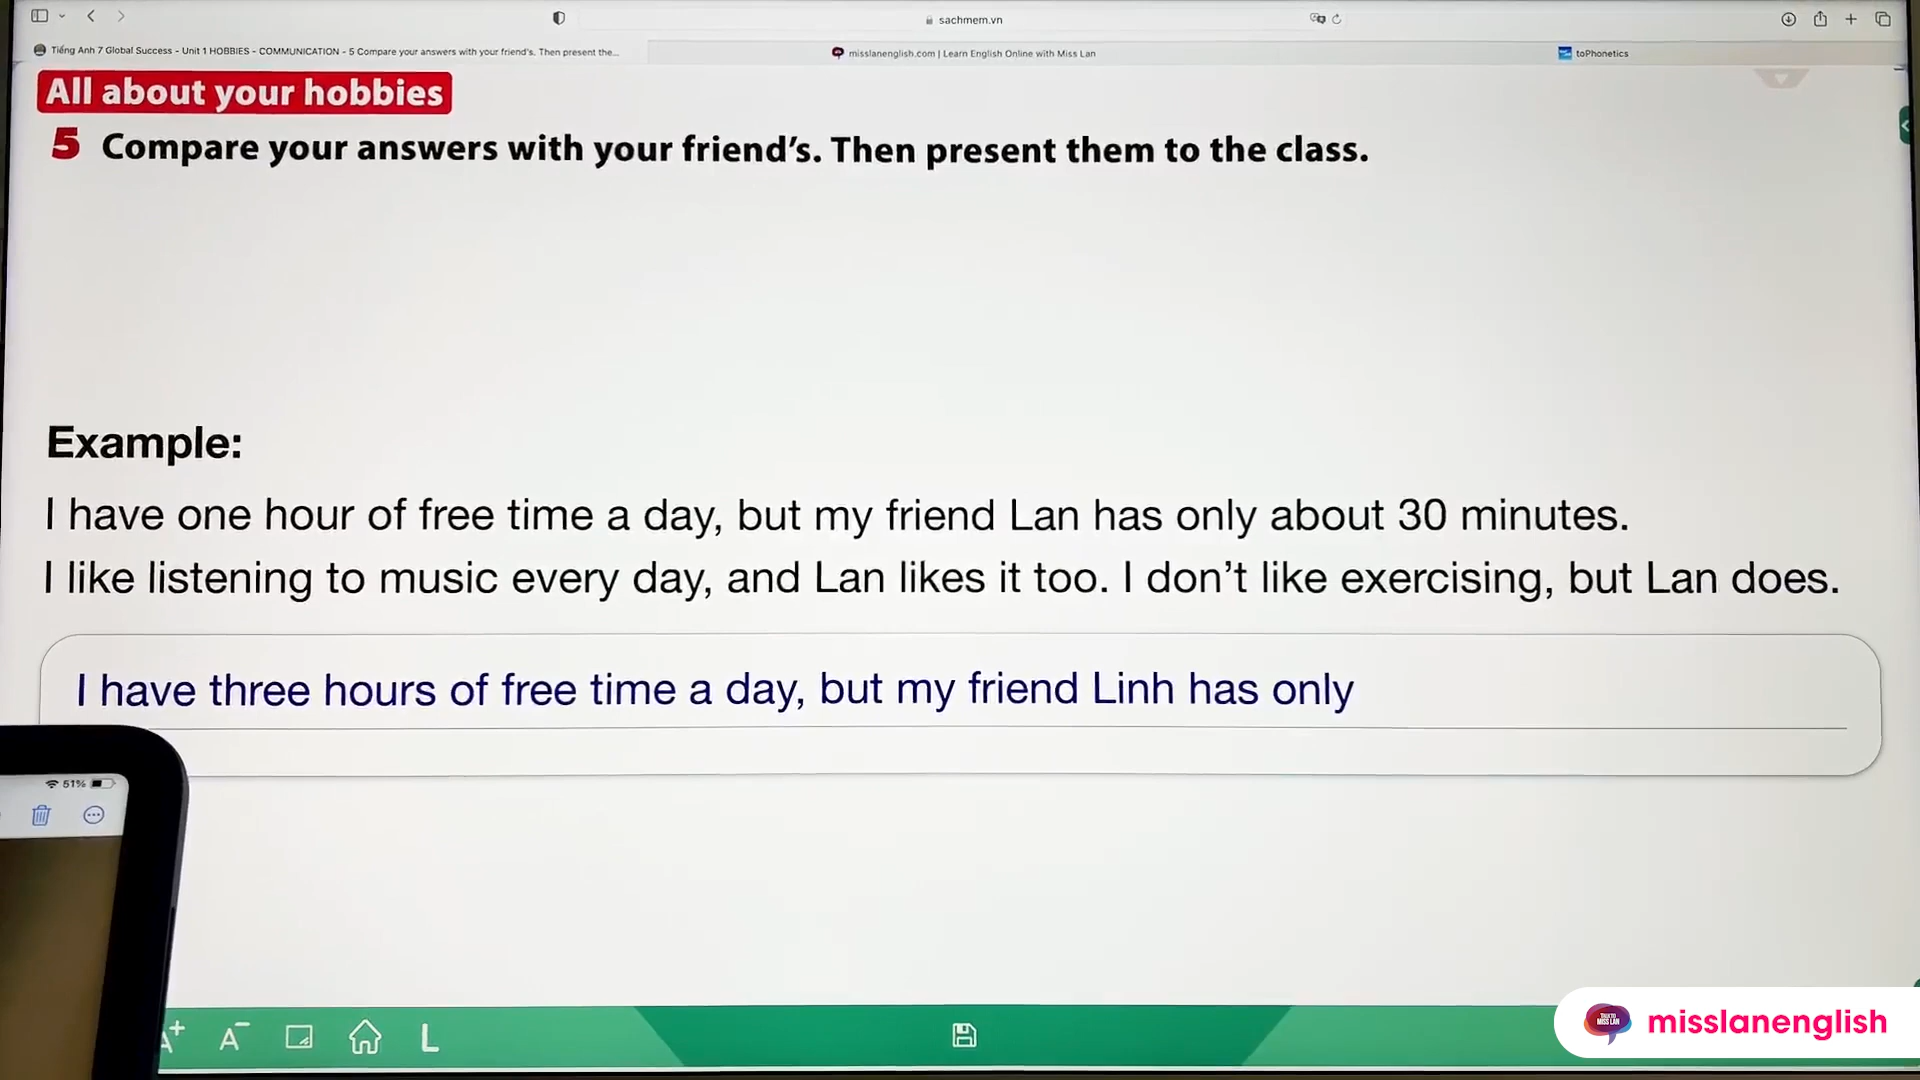 sachmem.vn
Tiếng Anh 7 Global Success - Unit 1 HOBBIES - COMMUNICATION - 5 Compare your answers with your friend's. Then present the...
misslanenglish.com | Learn English Online with Miss Lan
toPhonetics
All about your hobbies
5 Compare your answers with your friend's. Then present them to the class.
Example:
I have one hour of free time a day, but my friend Lan has only about 30 minutes.
I like listening to music every day, and Lan likes it too. I don't like exercising, but Lan does.
I have three hours of free time a day, but my friend Linh has only
51%
A+ A- L
TALK TO
MISS LAN
misslanenglish